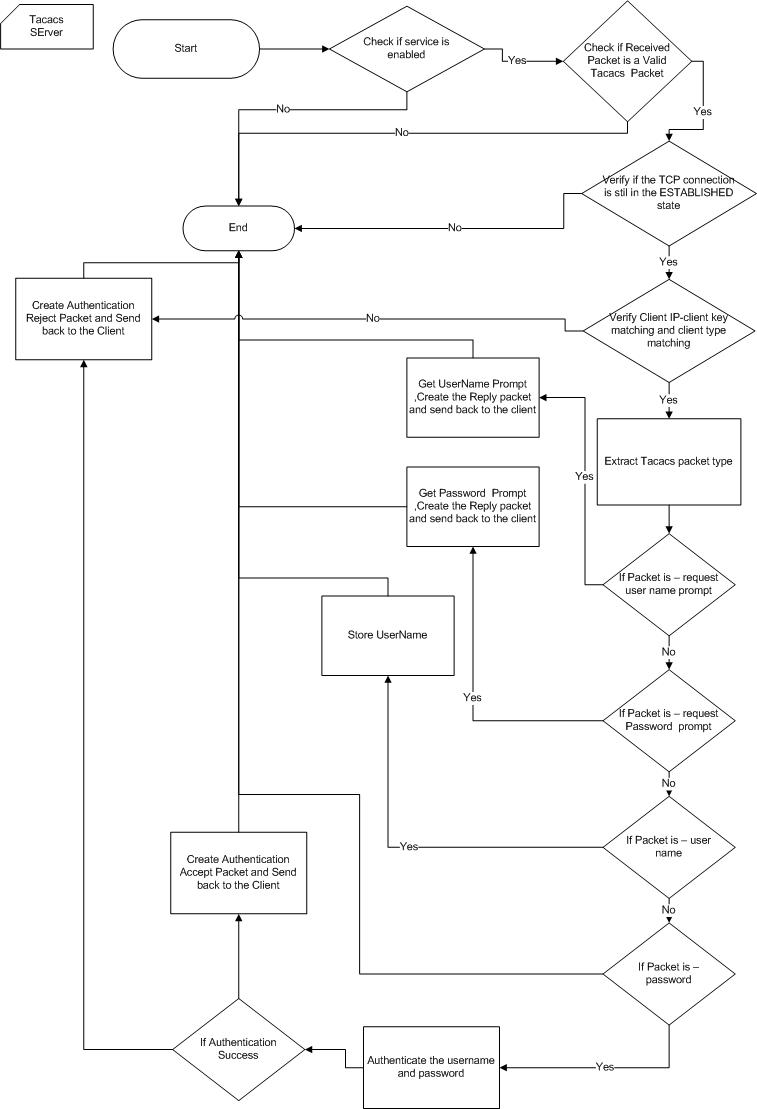 Tacacs
SErver
Start
Check if service is
enabled
Yes
Check if Received
Packet is a Valid
Tacacs Packet
No
No
Yes
Verify if the TCP connection
is stil in the ESTABLISHED
state
End
No
Yes
Create Authentication
Reject Packet and Send
back to the Client
No
Verify Client IP-client key
matching and client type
matching
Yes
Get UserName Prompt
,Create the Reply packet
and send back to the client
Extract Tacacs packet type
Yes
Get Password Prompt
,Create the Reply packet
and send back to the client
If Packet is – request
user name prompt
Store UserName
No
Yes
If Packet is – request
Password prompt
No
Yes
If Packet is – user
name
Create Authentication
Accept Packet and Send
back to the Client
No
If Packet is –
password
If Authentication
Success
Authenticate the username
and password
Yes